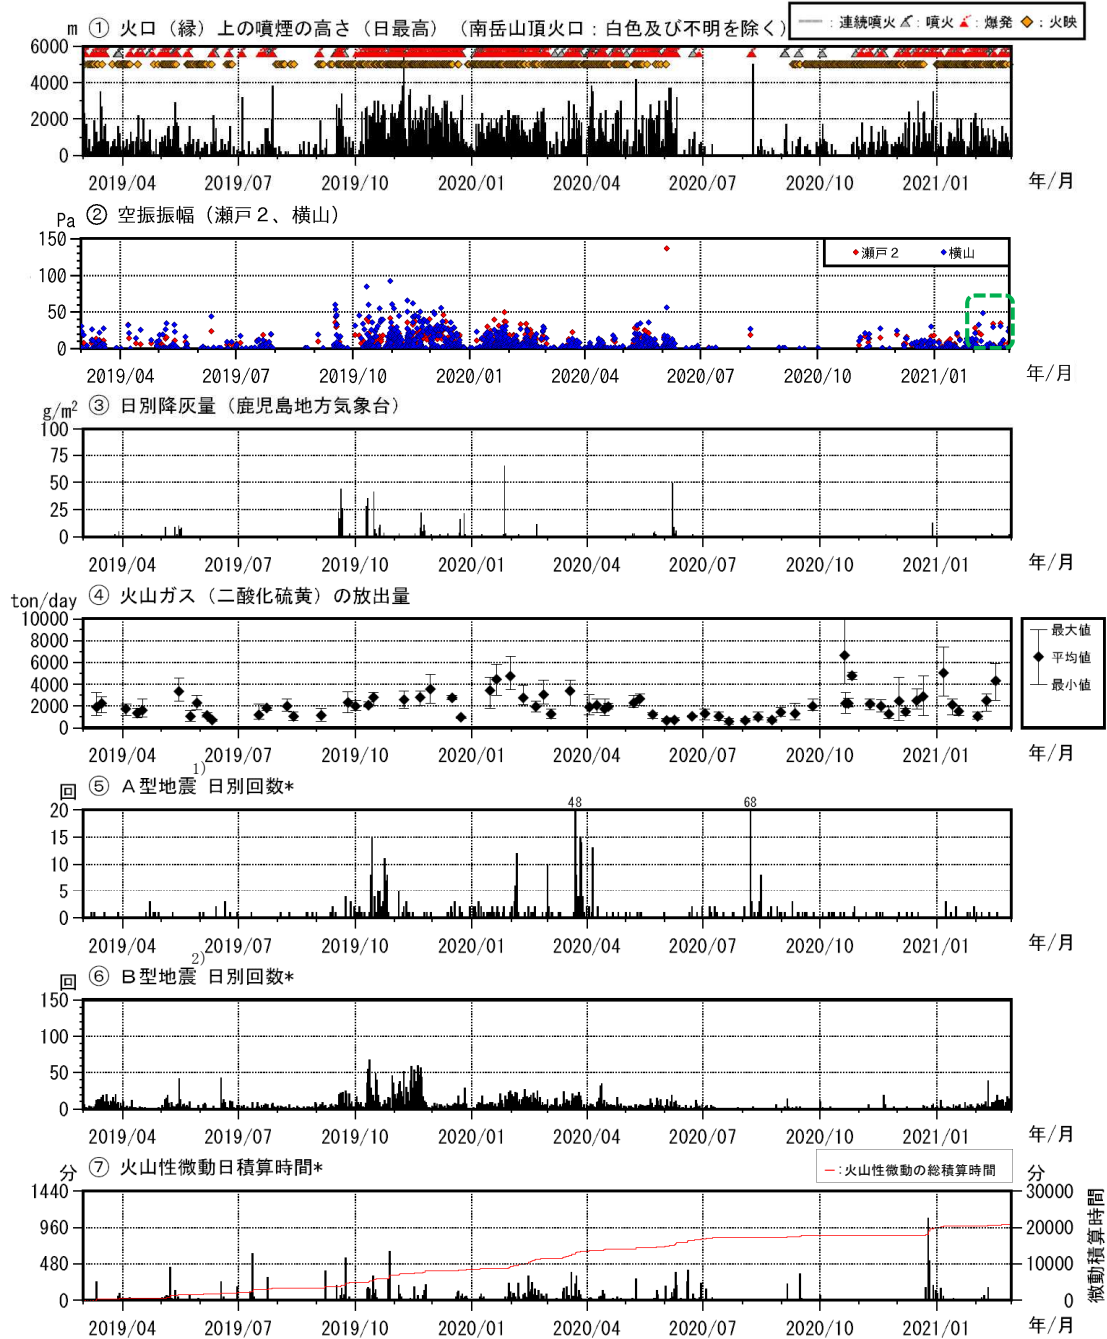 m ① 火口（縁）上の噴煙の高さ（日最高）（南岳山頂火口：白色及び不明を除く）
：連続噴火 ：噴火 ：爆発 ：火映
6000
4000
2000
0
2019/04 2019/07 2019/10 2020/01 2020/04 2020/07 2020/10 2021/01 年/月
Pa ② 空振振幅（瀬戸２、横山）
瀬戸２ 横山
150
100
50
0
2019/04 2019/07 2019/10 2020/01 2020/04 2020/07 2020/10 2021/01 年/月
g/m² ③ 日別降灰量（鹿児島地方気象台）
100
75
50
25
0
2019/04 2019/07 2019/10 2020/01 2020/04 2020/07 2020/10 2021/01 年/月
ton/day ④ 火山ガス（二酸化硫黄）の放出量
10000
8000
6000
4000
2000
0
最大値
平均値
最小値
2019/04 2019/07 2019/10 2020/01 2020/04 2020/07 2020/10 2021/01 年/月
回 ⑤ Ａ型地震1) 日別回数*
48 68
20
15
10
5
0
2019/04 2019/07 2019/10 2020/01 2020/04 2020/07 2020/10 2021/01 年/月
回 ⑥ Ｂ型地震2) 日別回数*
150
100
50
0
2019/04 2019/07 2019/10 2020/01 2020/04 2020/07 2020/10 2021/01 年/月
分 ⑦ 火山性微動日積算時間*
：火山性微動の総積算時間 分
1440 30000
960 20000
480 10000
0 0
微動積算時間
2019/04 2019/07 2019/10 2020/01 2020/04 2020/07 2020/10 2021/01 年/月